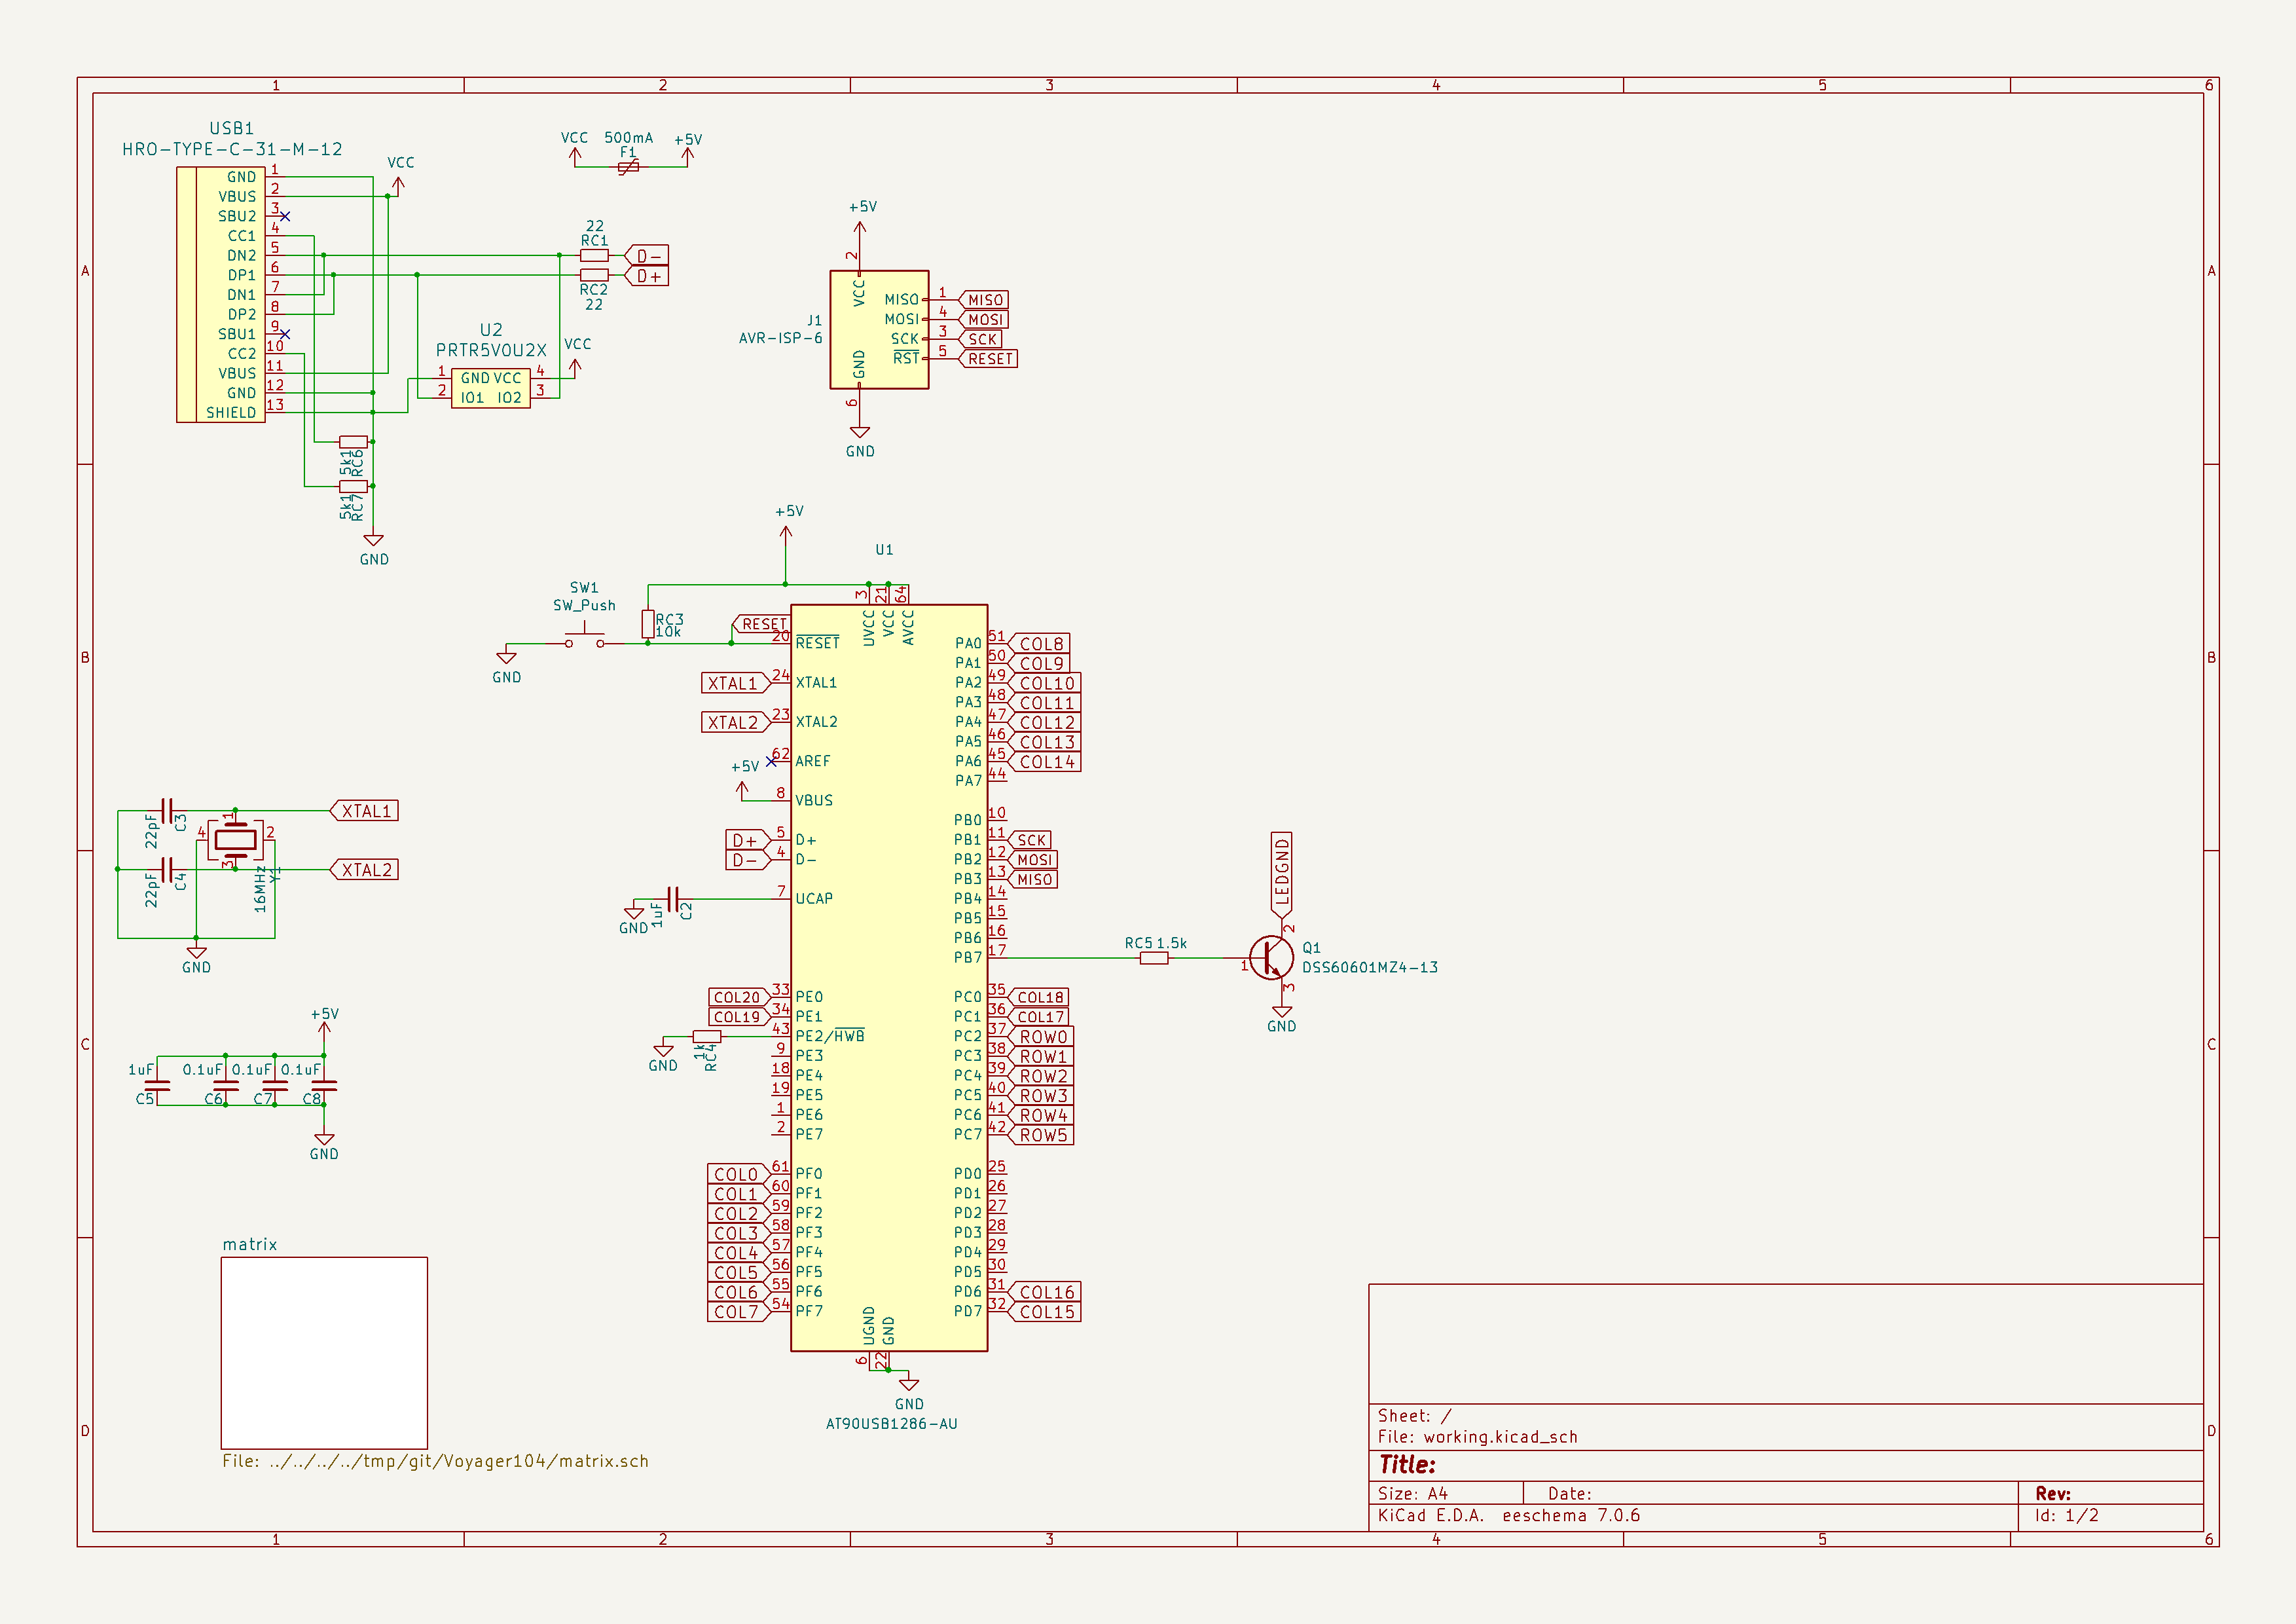 1 2 3 4 5 6
A A
B B
C C
D D
1 2 3 4 5 6
USB1
HRO-TYPE-C-31-M-12
GND 1
VBUS 2
SBU2 3
CC1 4
DN2 5
DP1 6
DN1 7
DP2 8
SBU1 9
CC2 10
VBUS 11
GND 12
SHIELD 13
VCC
5k1
RC6
5k1
RC7
GND
VCC 500mA +5V
F1
22
RC1
D-
D+
RC2
22
U2
PRTR5V0U2X
VCC
1 GND VCC 4
2 IO1 IO2 3
+5V
2
VCC
J1
AVR-ISP-6
MISO 1 MISO
MOSI 4 MOSI
SCK 3 SCK
RST 5 RESET
GND
6
GND
+5V
U1
SW1
SW_Push
GND
RC3
10k
RESET
3 21 64
UVCC VCC AVCC
20 RESET
XTAL1 24 XTAL1
XTAL2 23 XTAL2
62 AREF
+5V
8 VBUS
D+ 5 D+
D- 4 D-
7 UCAP
GND
1uF
C2
COL20 33 PE0
COL19 34 PE1
43 PE2/HWB
GND
1k
RC4
9 PE3
18 PE4
19 PE5
1 PE6
2 PE7
COL0 61 PF0
COL1 60 PF1
COL2 59 PF2
COL3 58 PF3
COL4 57 PF4
COL5 56 PF5
COL6 55 PF6
COL7 54 PF7
PA0 51 COL8
PA1 50 COL9
PA2 49 COL10
PA3 48 COL11
PA4 47 COL12
PA5 46 COL13
PA6 45 COL14
PA7 44
PB0 10
PB1 11 SCK
PB2 12 MOSI
PB3 13 MISO
PB4 14
PB5 15
PB6 16
PB7 17
PC0 35 COL18
PC1 36 COL17
PC2 37 ROW0
PC3 38 ROW1
PC4 39 ROW2
PC5 40 ROW3
PC6 41 ROW4
PC7 42 ROW5
PD0 25
PD1 26
PD2 27
PD3 28
PD4 29
PD5 30
PD6 31 COL16
PD7 32 COL15
UGND GND
6 22
GND
AT90USB1286-AU
RC5 1.5k
LEDGND
2
1
3
Q1
DSS60601MZ4-13
GND
22pF
C3
XTAL1
1
4 2
3
22pF
C4
16MHz
Y1
XTAL2
GND
+5V
1uF 0.1uF 0.1uF 0.1uF
C5 C6 C7 C8
GND
matrix
File: ../../../../tmp/git/Voyager104/matrix.sch
Sheet: /
File: working.kicad_sch
Title:
Size: A4 Date: Rev:
KiCad E.D.A. eeschema 7.0.6 Id: 1/2